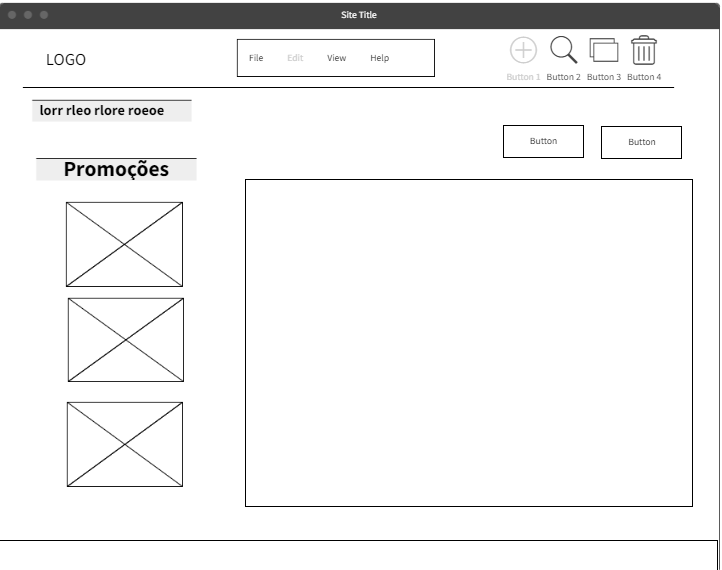 Site Title
LOGO
File Edit View Help
Button 1 Button 2 Button 3 Button 4
lorr rleo rlore roeoe
Button Button
Promoções